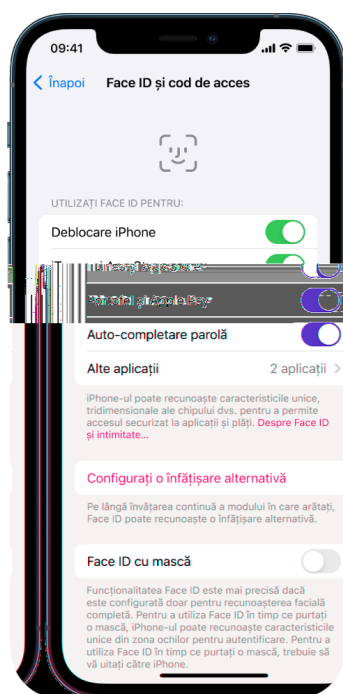 09:41
Înapoi Face ID și cod de acces
UTILIZAȚI FACE ID PENTRU:
Deblocare iPhone
Auto-completare parolă
Alte aplicații 2 aplicații
iPhone-ul poate recunoaște caracteristicile unice,
tridimensionale ale chipului dvs. pentru a permite
accesul securizat la aplicații și plăți. Despre Face ID
și intimitate...
Configurați o înfățișare alternativă
Pe lângă învățarea continuă a modului în care arătați,
Face ID poate recunoaște o înfățișare alternativă.
Face ID cu mască
Funcționalitatea Face ID este mai precisă dacă
este configurată doar pentru recunoașterea facială
completă. Pentru a utiliza Face ID în timp ce purtați
o mască, iPhone-ul poate recunoaște caracteristicile
unice din zona ochilor pentru autentificare. Pentru a
utiliza Face ID în timp ce purtați o mască, trebuie să
vă uitați către iPhone.